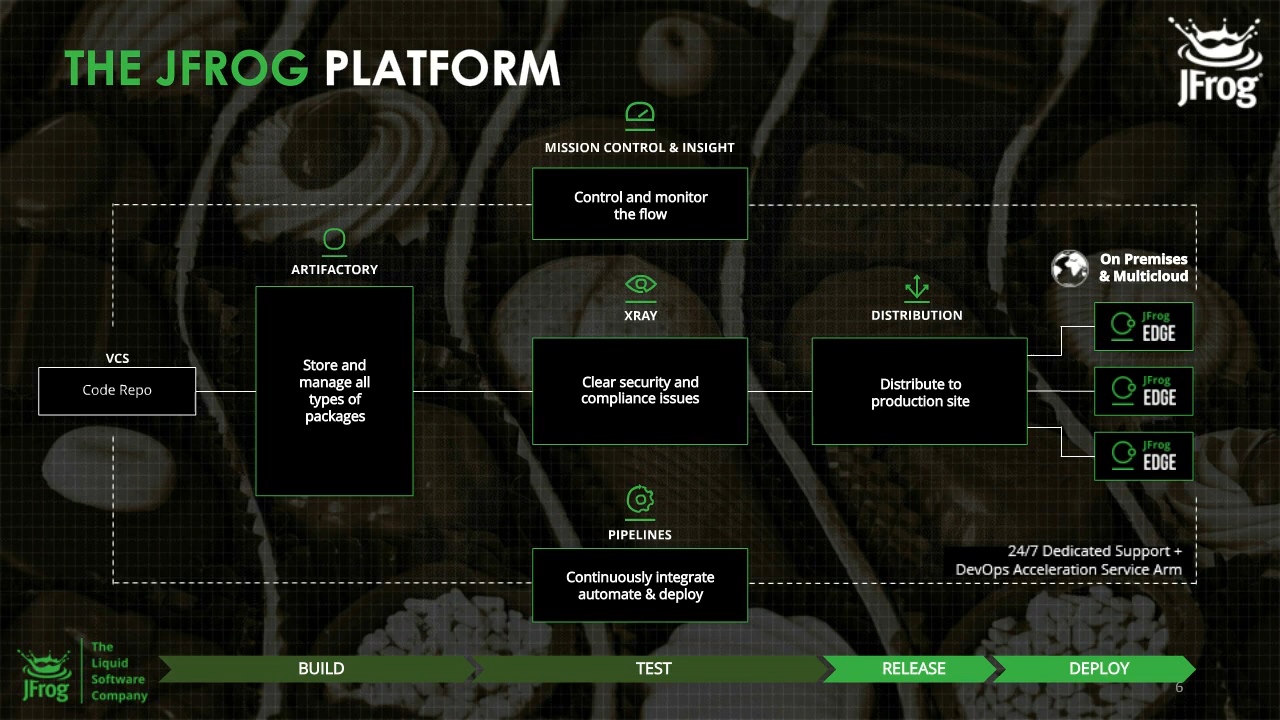 THE JFROG PLATFORM
JFrog
MISSION CONTROL & INSIGHT
Control and monitor
the flow
ARTIFACTORY
Store and
manage all
types of
packages
XRAY
Clear security and
compliance issues
DISTRIBUTION
Distribute to
production site
On Premises
& Multicloud
JFrog
EDGE
JFrog
EDGE
JFrog
EDGE
VCS
Code Repo
PIPELINES
Continuously integrate
automate & deploy
24/7 Dedicated Support +
DevOps Acceleration Service Arm
JFrog
The
Liquid
Software
Company
BUILD
TEST
RELEASE
DEPLOY
6